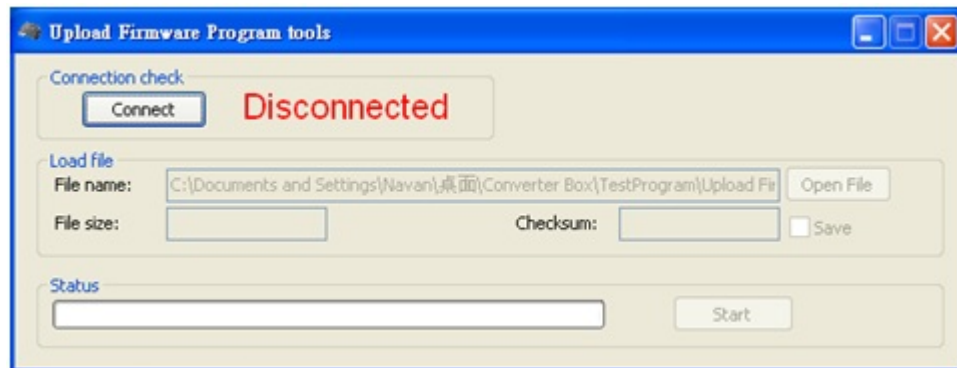 Upload Firmware Program tools
Connection check
Connect Disconnected
Load file
File name: C:\Documents and Settings\Navan\桌面\Converter Box\TestProgram\Upload Fir Open File
File size: Checksum: Save
Status
Start